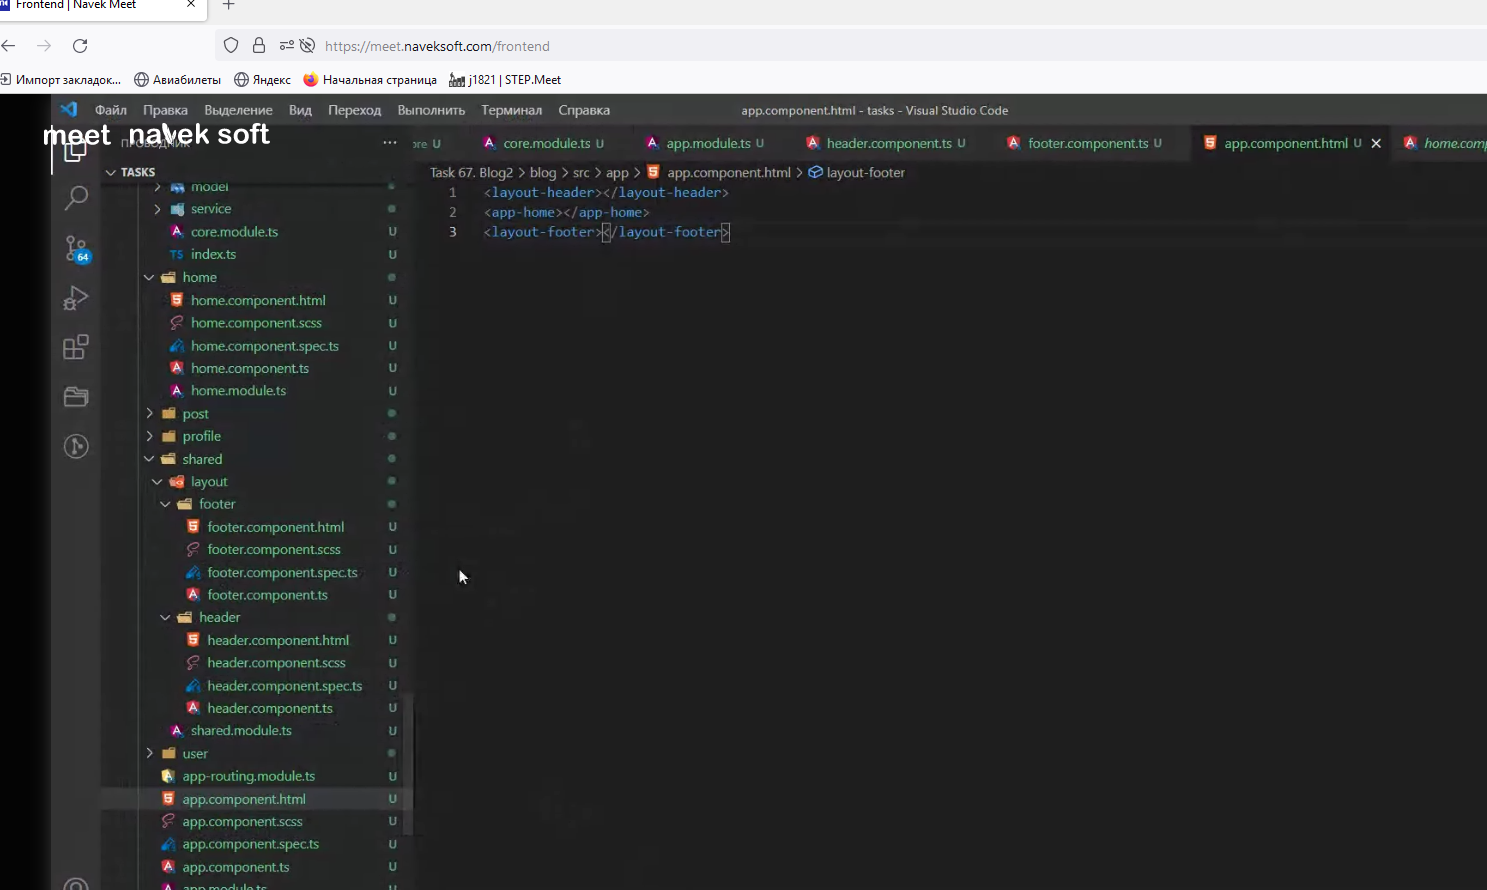 Frontend | Navek Meet
https://meet.naveksoft.com/frontend
Импорт закладок...
Авиабилеты
Яндекс
Начальная страница
j1821 | STEP.Meet
Файл Правка Выделение Вид Переход Выполнить Терминал Справка
app.component.html - tasks - Visual Studio Code
meet navek soft
ПРОВОДНИК
ore U
core.module.ts U
app.module.ts U
header.component.ts U
footer.component.ts U
app.component.html U
home.comp
TASKS
Task 67. Blog2 > blog > src > app > app.component.html > layout-footer
1 <layout-header></layout-header>
2 <app-home></app-home>
3 <layout-footer></layout-footer>
64
model
service
core.module.ts U
TS index.ts U
home
home.component.html U
home.component.scss U
home.component.spec.ts U
home.component.ts U
home.module.ts U
post
profile
shared
layout
footer
footer.component.html U
footer.component.scss U
footer.component.spec.ts U
footer.component.ts U
header
header.component.html U
header.component.scss U
header.component.spec.ts U
header.component.ts U
shared.module.ts U
user
app-routing.module.ts U
app.component.html U
app.component.scss U
app.component.spec.ts U
app.component.ts U
app.module.ts U